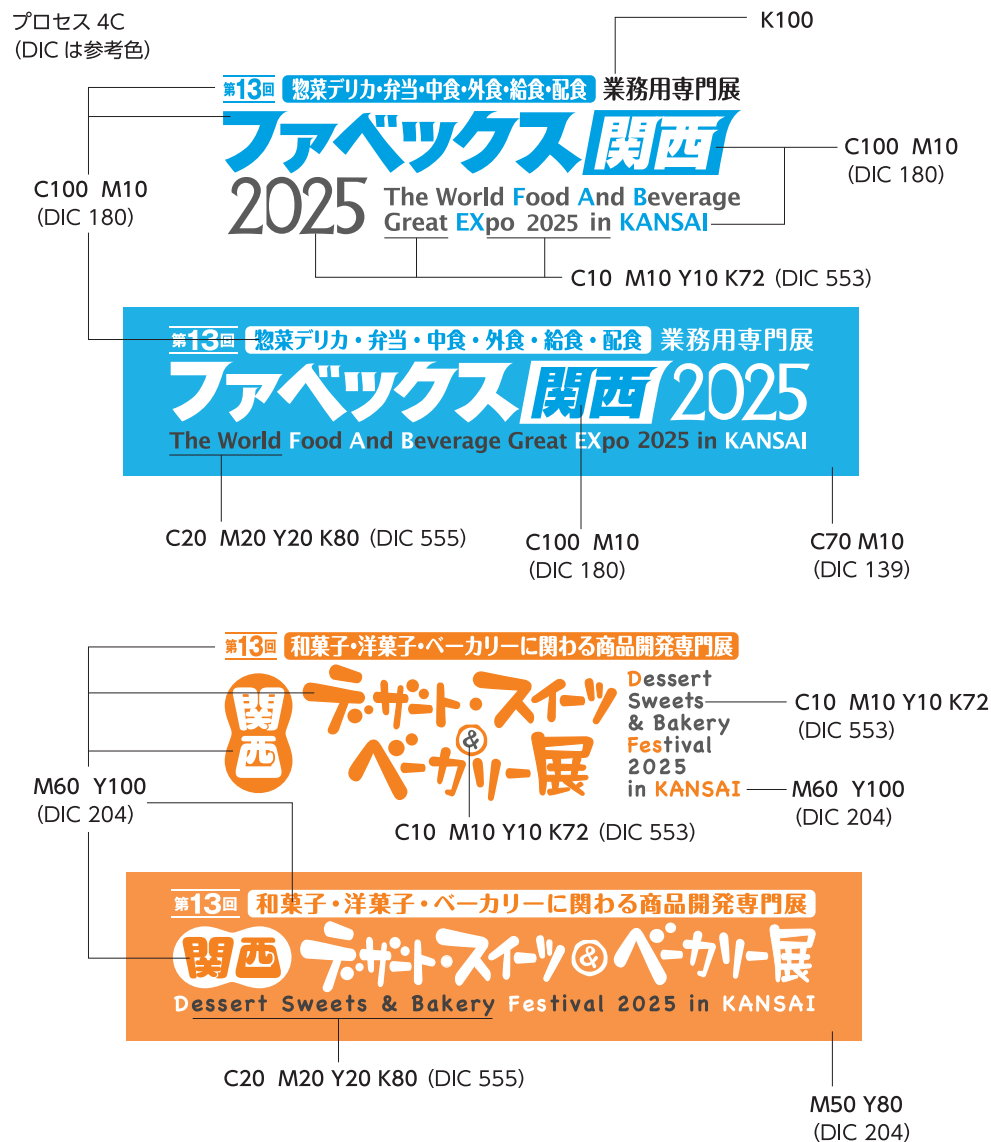 プロセス 4C
(DIC は参考色)
K100
第13回 惣菜デリカ・弁当・中食・外食・給食・配食 業務用専門展
ファベックス 関西
2025 The World Food And Beverage
Great EXpo 2025 in KANSAI
C100 M10
(DIC 180)
C100 M10
(DIC 180)
C10 M10 Y10 K72 (DIC 553)
第13回 惣菜デリカ・弁当・中食・外食・給食・配食 業務用専門展
ファベックス 関西 2025
The World Food And Beverage Great EXpo 2025 in KANSAI
C20 M20 Y20 K80 (DIC 555)
C100 M10
(DIC 180)
C70 M10
(DIC 139)
第13回 和菓子・洋菓子・ベーカリーに関わる商品開発専門展
関西
デザート・スイーツ
&
ベーカリー展
Dessert
Sweets
& Bakery
Festival
2025
in KANSAI
C10 M10 Y10 K72
(DIC 553)
M60 Y100
(DIC 204)
M60 Y100
(DIC 204)
C10 M10 Y10 K72 (DIC 553)
第13回 和菓子・洋菓子・ベーカリーに関わる商品開発専門展
関西 デザート・スイーツ&ベーカリー展
Dessert Sweets & Bakery Festival 2025 in KANSAI
C20 M20 Y20 K80 (DIC 555)
M50 Y80
(DIC 204)